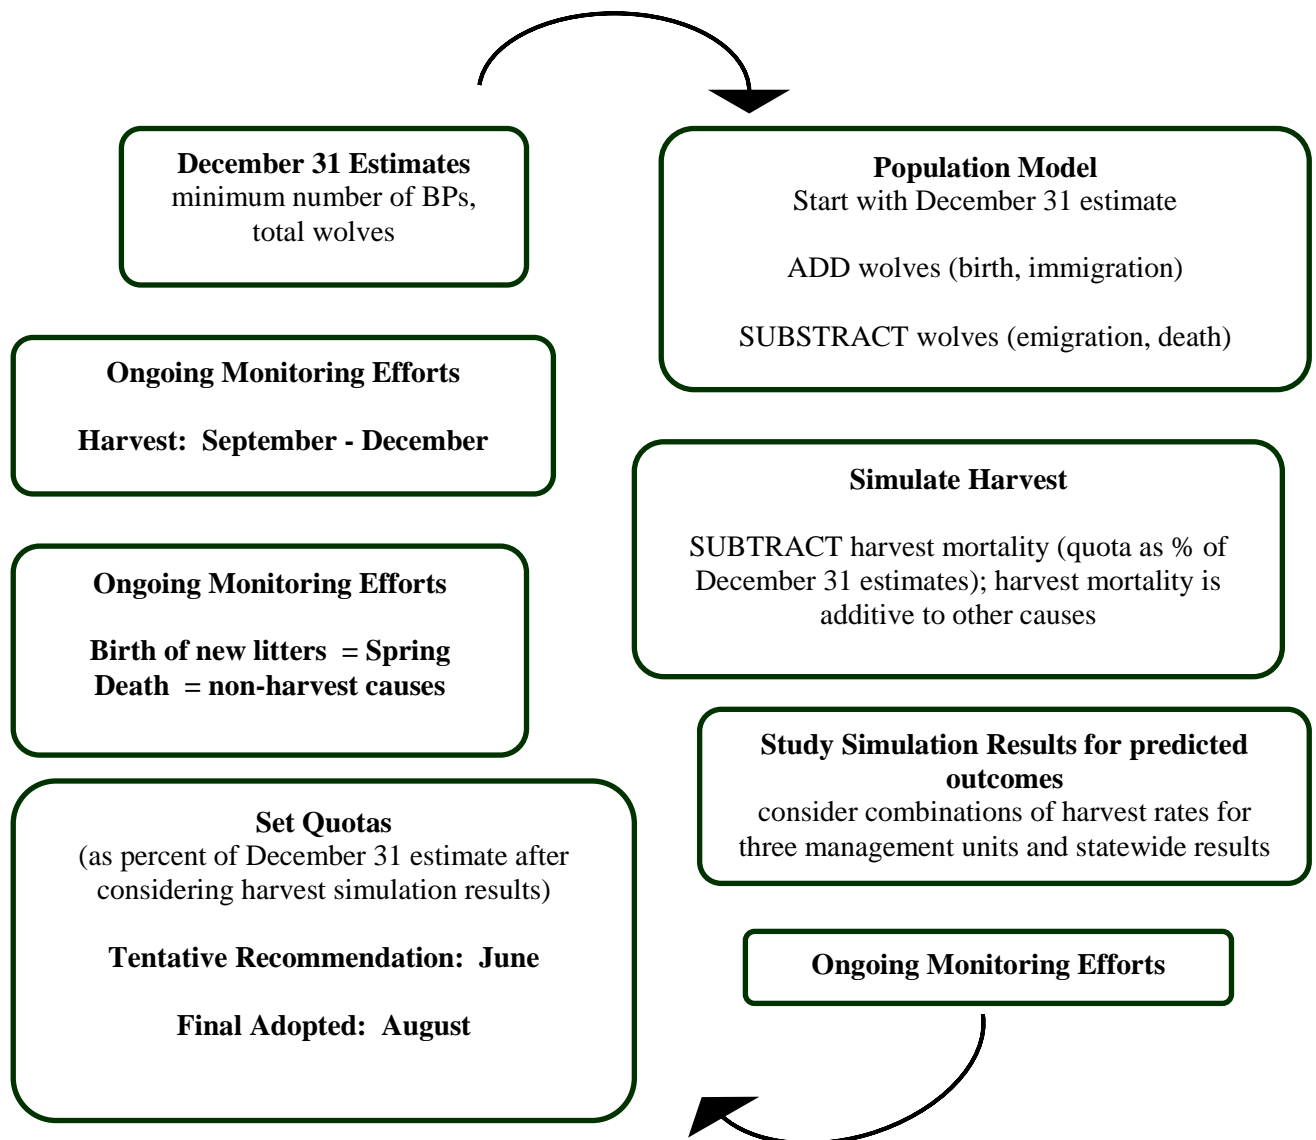 December 31 Estimates
minimum number of BPs,
total wolves
Population Model
Start with December 31 estimate
ADD wolves (birth, immigration)
SUBSTRACT wolves (emigration, death)
Ongoing Monitoring Efforts
Harvest:  September - December
Simulate Harvest
SUBTRACT harvest mortality (quota as % of
December 31 estimates); harvest mortality is
additive to other causes
Ongoing Monitoring Efforts
Birth of new litters  = Spring
Death  = non-harvest causes
Study Simulation Results for predicted
outcomes
consider combinations of harvest rates for
three management units and statewide results
Set Quotas
(as percent of December 31 estimate after
considering harvest simulation results)
Tentative Recommendation:  June
Final Adopted:  August
Ongoing Monitoring Efforts